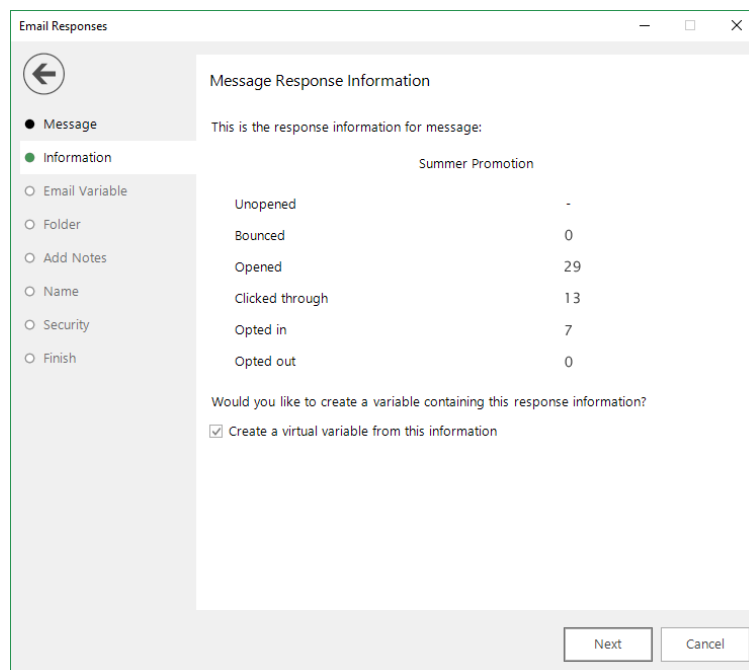 Email Responses
Message Response Information
Message
Information
Email Variable
Folder
Add Notes
Name
Security
Finish
This is the response information for message:
Summer Promotion
Unopened -
Bounced 0
Opened 29
Clicked through 13
Opted in 7
Opted out 0
Would you like to create a variable containing this response information?
Create a virtual variable from this information
Next Cancel